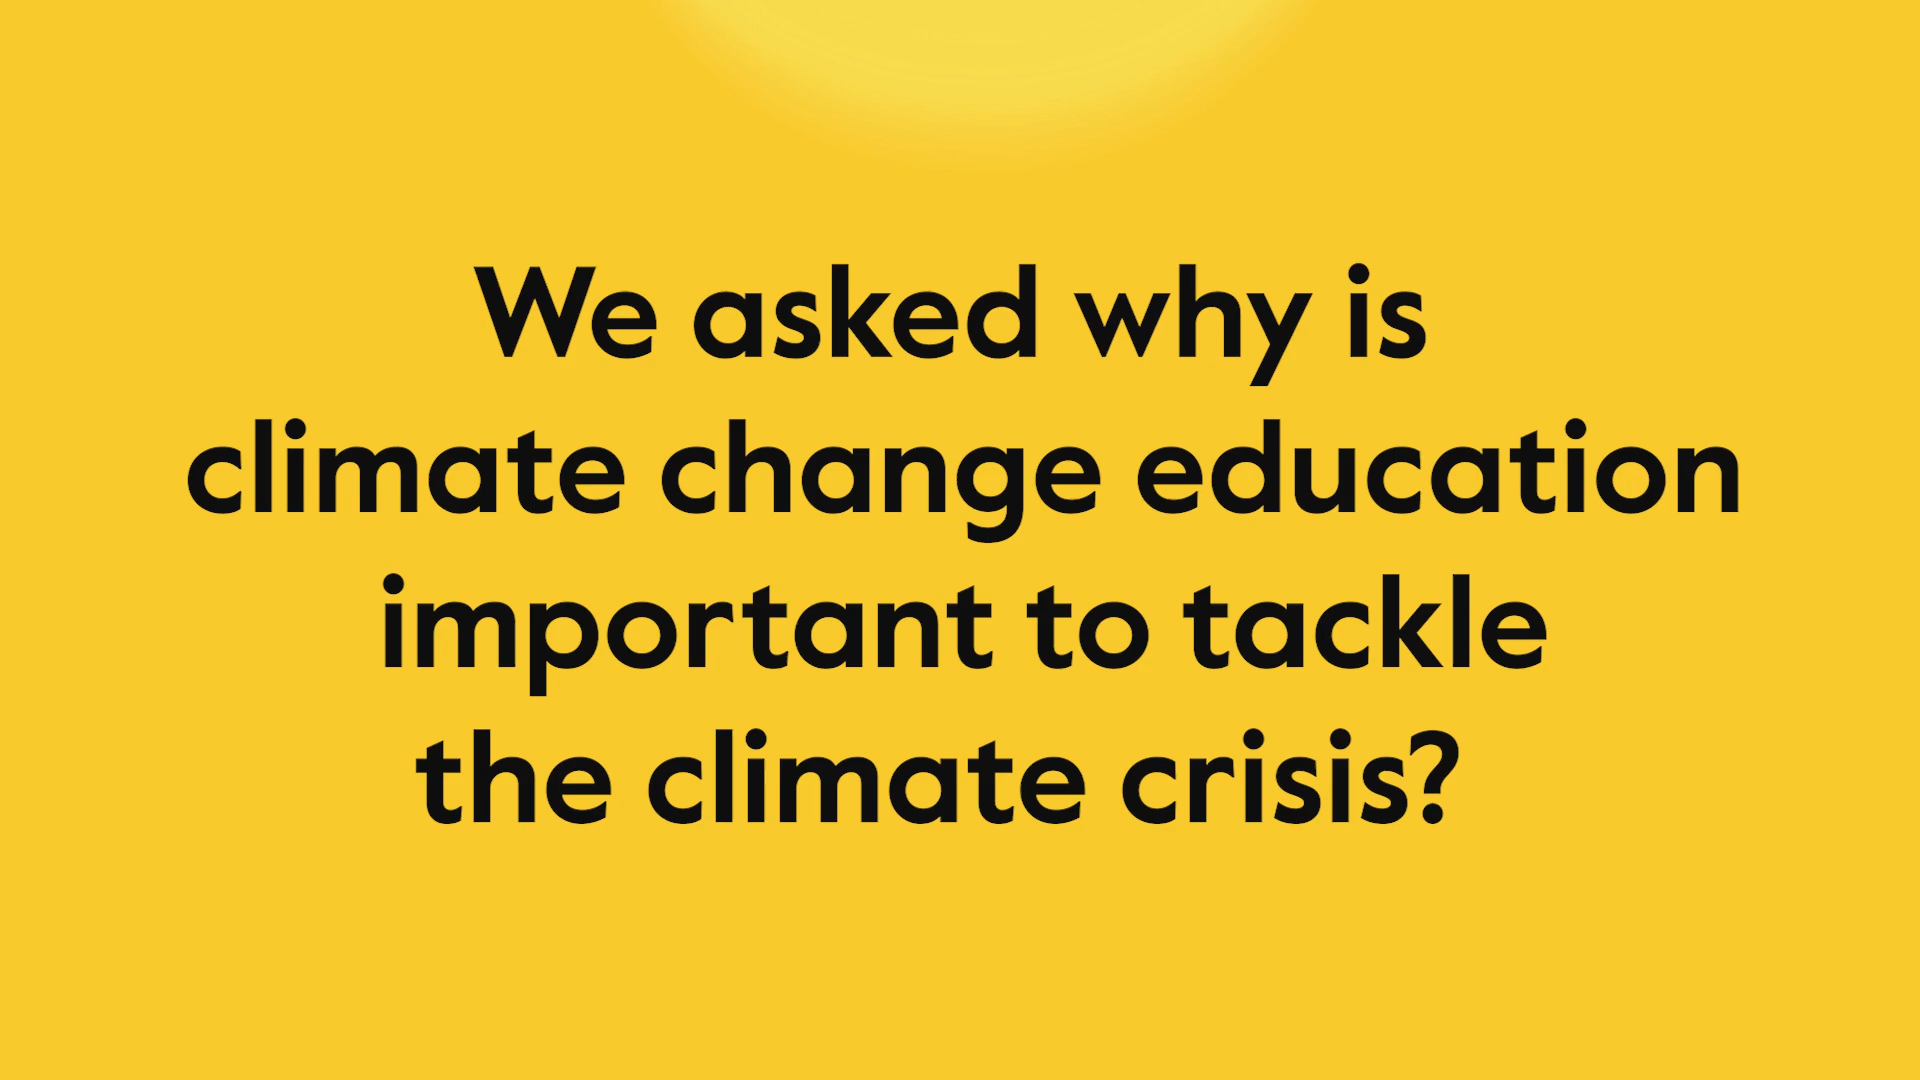 We asked why is
climate change education
important to tackle
the climate crisis?